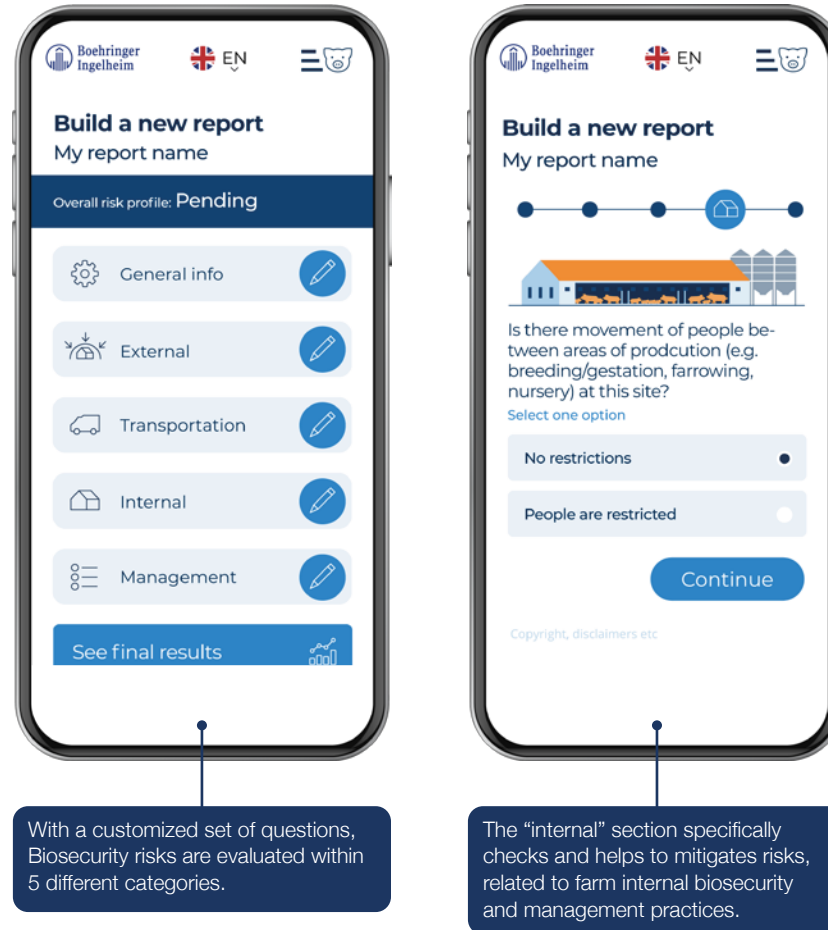 Boehringer
Ingelheim
EN
Build a new report
My report name
Overall risk profile: Pending
General info
External
Transportation
Internal
Management
See final results
With a customized set of questions,
Biosecurity risks are evaluated within
5 different categories.
Boehringer
Ingelheim
EN
Build a new report
My report name
Is there movement of people be-
tween areas of prodcution (e.g.
breeding/gestation, farrowing,
nursery) at this site?
Select one option
No restrictions
People are restricted
Continue
Copyright, disclaimers etc
The “internal” section specifically
checks and helps to mitigates risks,
related to farm internal biosecurity
and management practices.